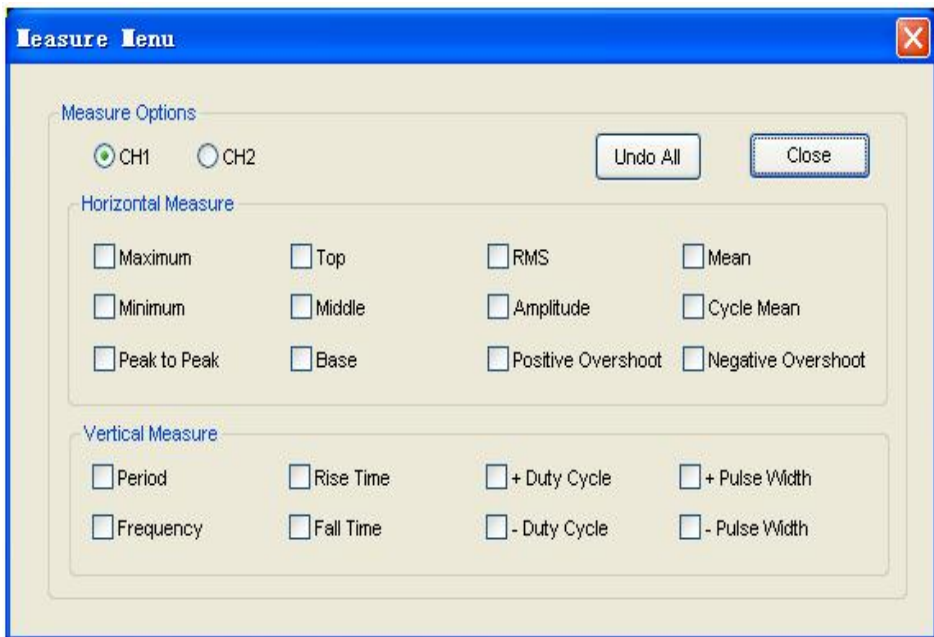 Measure Menu
Measure Options
CH1 CH2 Undo All Close
Horizontal Measure
Maximum Top RMS Mean
Minimum Middle Amplitude Cycle Mean
Peak to Peak Base Positive Overshoot Negative Overshoot
Vertical Measure
Period Rise Time + Duty Cycle + Pulse Width
Frequency Fall Time - Duty Cycle - Pulse Width